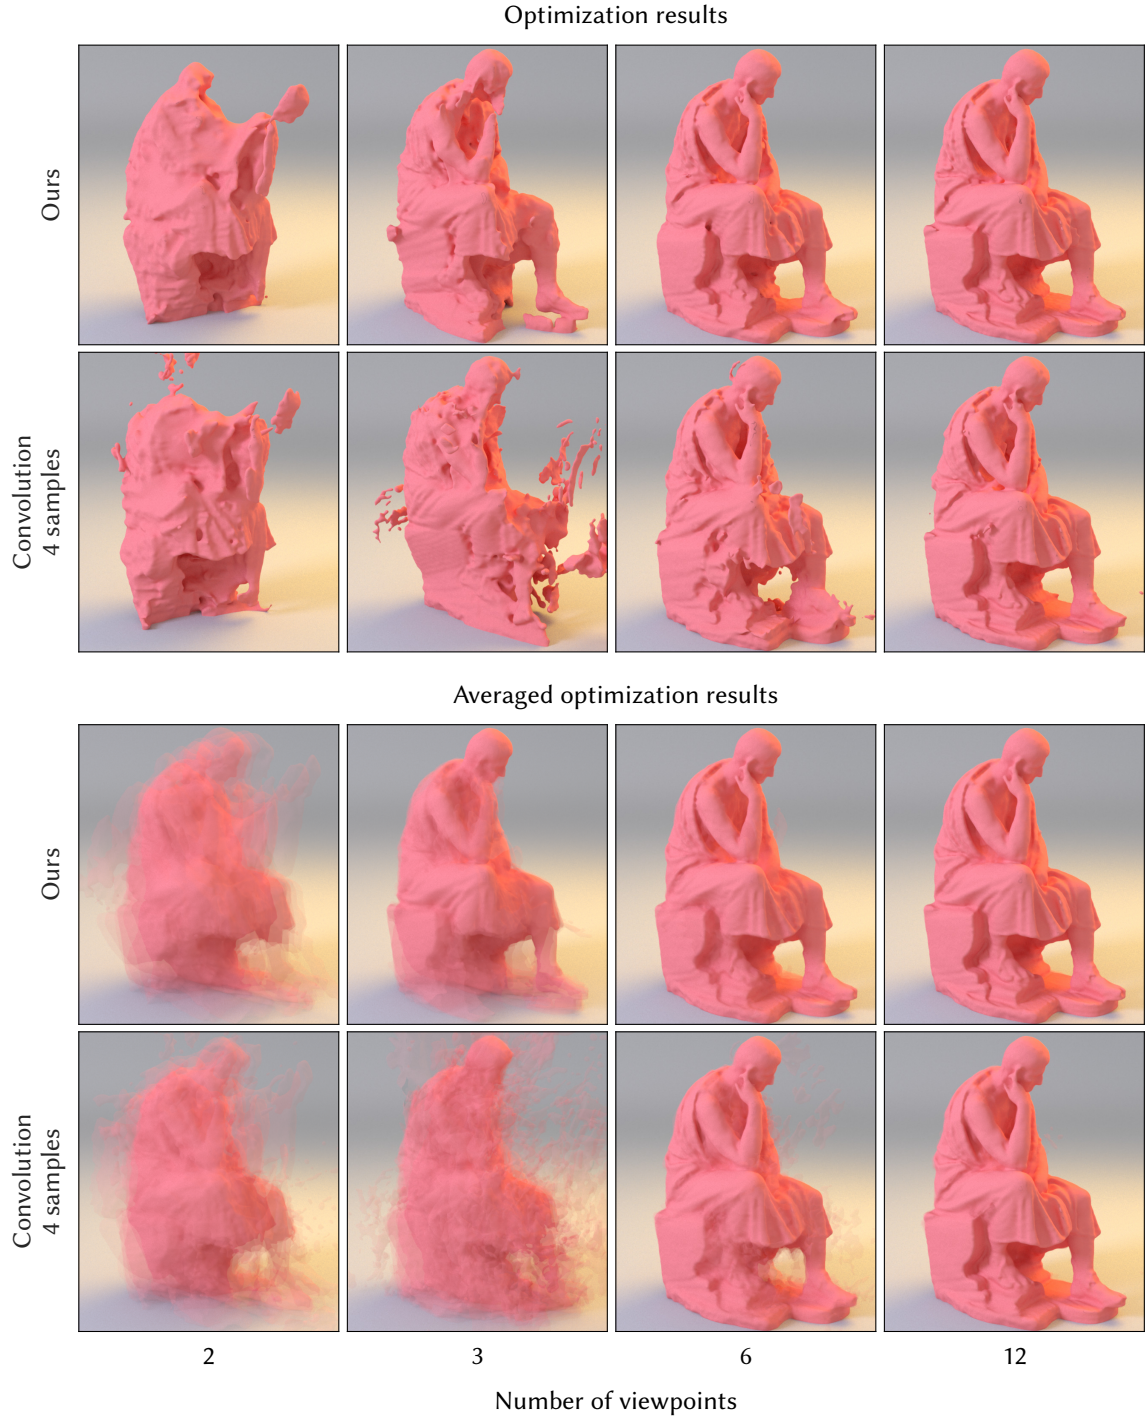 Optimization results
Ours
Convolution
4 samples
Averaged optimization results
Ours
Convolution
4 samples
2 3 6 12
Number of viewpoints